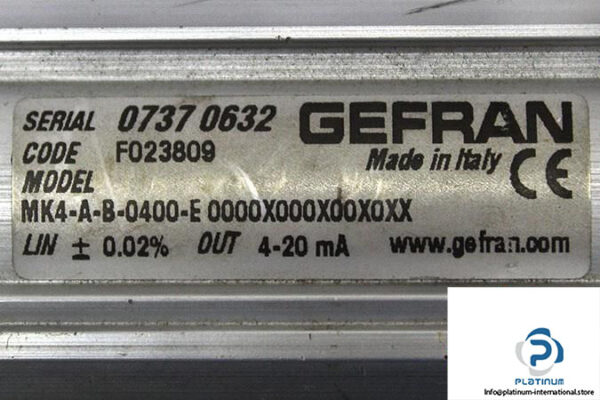 SERIAL 0737 0632 GEFRAN
CODE F023809 Made in Italy CE
MODEL
MK4-A-B-0400-E 0000X000X00X0XX
LIN ± 0.02% OUT 4-20 mA www.gefran.com
PLATINUM
Info@platinum-international.store